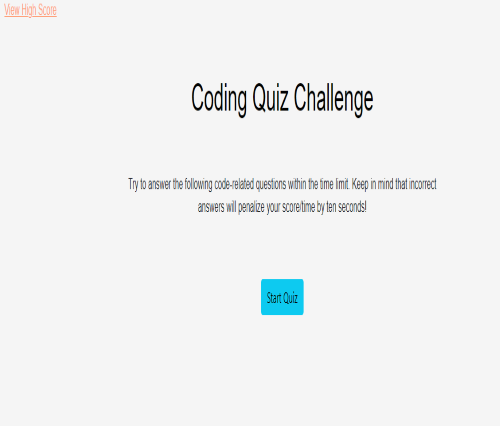 View High Score
Coding Quiz Challenge
Try to answer the following code-related questions within the time limit. Keep in mind that incorrect
answers will penalize your score/time by ten seconds!
Start Quiz